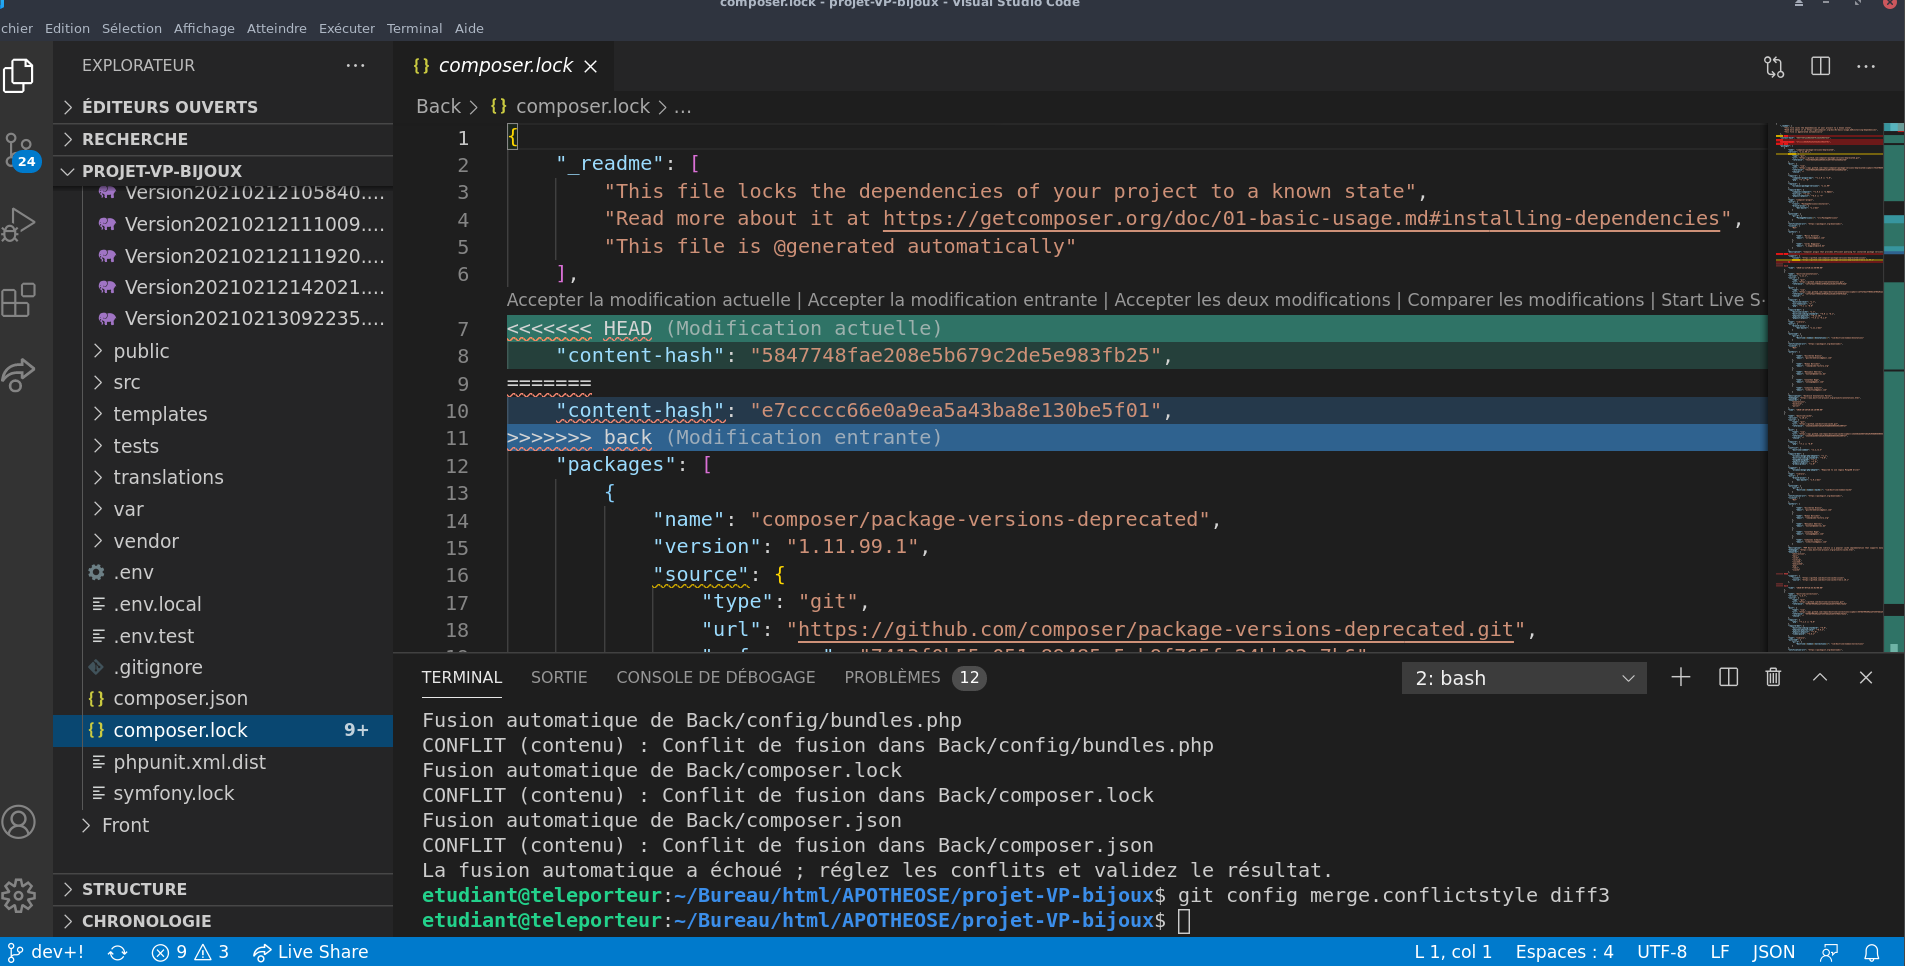 composer.lock - projet-VP-bijoux - Visual Studio Code
chier Edition Sélection Affichage Atteindre Exécuter Terminal Aide
EXPLORATEUR
ÉDITEURS OUVERTS
RECHERCHE
24
PROJET-VP-BIJOUX
Version20210212105840....
Version20210212111009....
Version20210212111920....
Version20210212142021....
Version20210213092235....
public
src
templates
tests
translations
var
vendor
.env
.env.local
.env.test
.gitignore
composer.json
composer.lock 9+
phpunit.xml.dist
symfony.lock
Front
STRUCTURE
CHRONOLOGIE
{} composer.lock
Back > {} composer.lock > ...
1 {
2 "_readme": [
3 "This file locks the dependencies of your project to a known state",
4 "Read more about it at https://getcomposer.org/doc/01-basic-usage.md#installing-dependencies",
5 "This file is @generated automatically"
6 ],
Accepter la modification actuelle | Accepter la modification entrante | Accepter les deux modifications | Comparer les modifications | Start Live S
7 <<<<<<< HEAD (Modification actuelle)
8 "content-hash": "5847748fae208e5b679c2de5e983fb25",
9 =======
10 "content-hash": "e7ccccc66e0a9ea5a43ba8e130be5f01",
11 >>>>>>> back (Modification entrante)
12 "packages": [
13 {
14 "name": "composer/package-versions-deprecated",
15 "version": "1.11.99.1",
16 "source": {
17 "type": "git",
18 "url": "https://github.com/composer/package-versions-deprecated.git",
TERMINAL SORTIE CONSOLE DE DÉBOGAGE PROBLÈMES 12 2: bash
Fusion automatique de Back/config/bundles.php
CONFLIT (contenu) : Conflit de fusion dans Back/config/bundles.php
Fusion automatique de Back/composer.lock
CONFLIT (contenu) : Conflit de fusion dans Back/composer.lock
Fusion automatique de Back/composer.json
CONFLIT (contenu) : Conflit de fusion dans Back/composer.json
La fusion automatique a échoué ; réglez les conflits et validez le résultat.
etudiant@teleporteur:~/Bureau/html/APOTHEOSE/projet-VP-bijoux$ git config merge.conflictstyle diff3
etudiant@teleporteur:~/Bureau/html/APOTHEOSE/projet-VP-bijoux$
dev+! 9 3 Live Share L 1, col 1 Espaces : 4 UTF-8 LF JSON